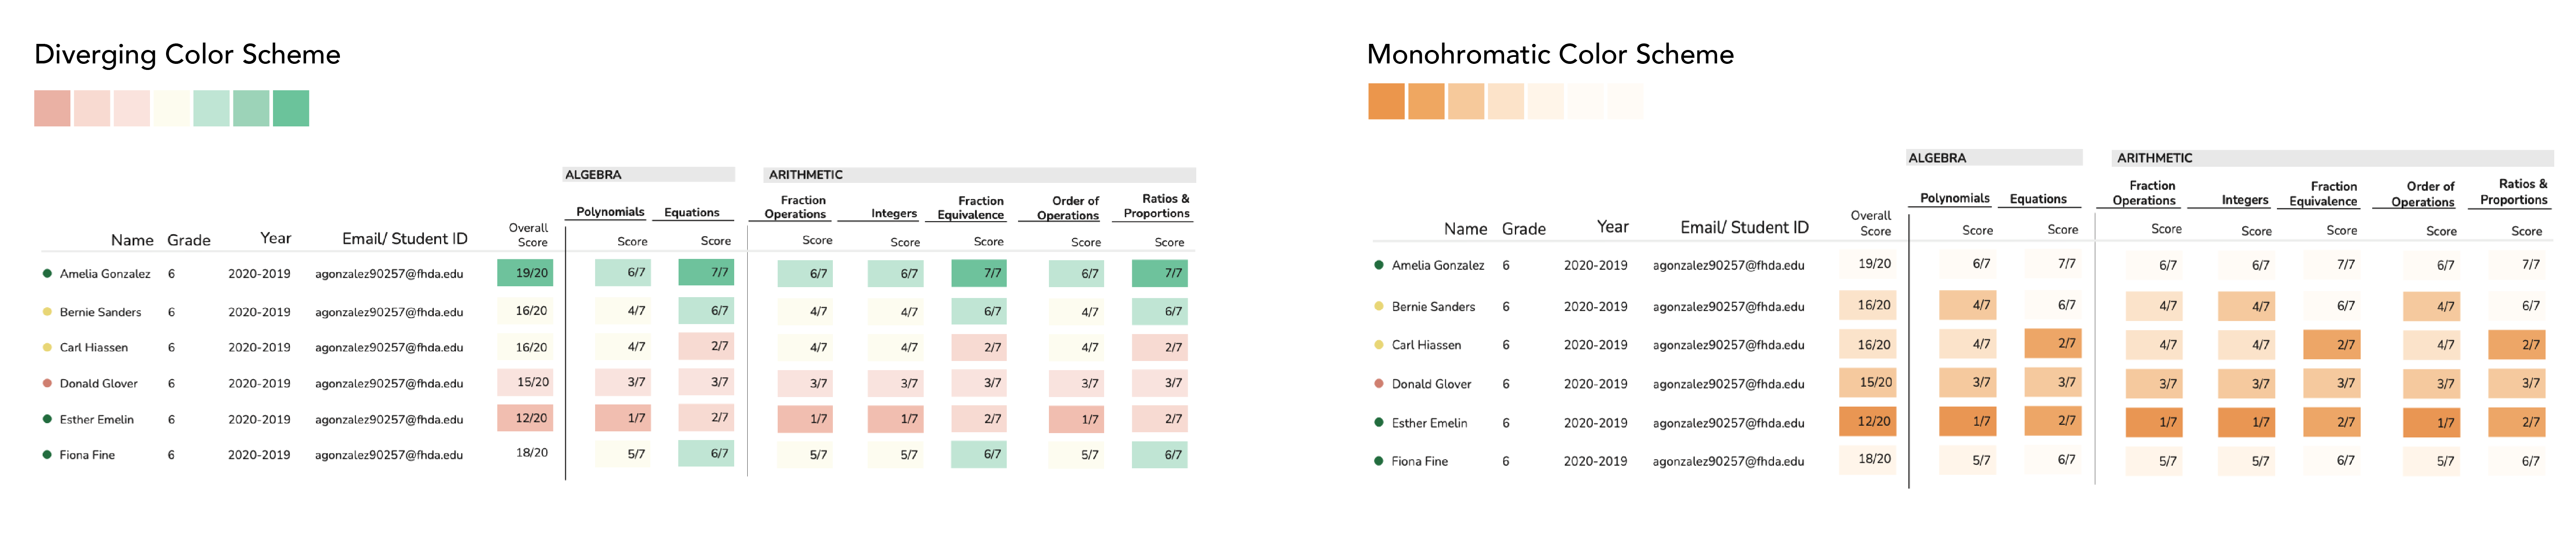 Diverging Color Scheme
ALGEBRA ARITHMETIC
Polynomials Equations Fraction Operations Integers Fraction Equivalence Order of Operations Ratios & Proportions
Name Grade Year Email/ Student ID Overall Score Score Score Score Score Score Score Score
Amelia Gonzalez 6 2020-2019 agonzalez90257@fhda.edu 19/20 6/7 7/7 6/7 6/7 7/7 6/7 7/7
Bernie Sanders 6 2020-2019 agonzalez90257@fhda.edu 16/20 4/7 6/7 4/7 4/7 6/7 4/7 6/7
Carl Hiassen 6 2020-2019 agonzalez90257@fhda.edu 16/20 4/7 2/7 4/7 4/7 2/7 4/7 2/7
Donald Glover 6 2020-2019 agonzalez90257@fhda.edu 15/20 3/7 3/7 3/7 3/7 3/7 3/7 3/7
Esther Emelin 6 2020-2019 agonzalez90257@fhda.edu 12/20 1/7 2/7 1/7 1/7 2/7 1/7 2/7
Fiona Fine 6 2020-2019 agonzalez90257@fhda.edu 18/20 5/7 6/7 5/7 5/7 6/7 5/7 6/7
Monohromatic Color Scheme
ALGEBRA ARITHMETIC
Polynomials Equations Fraction Operations Integers Fraction Equivalence Order of Operations Ratios & Proportions
Name Grade Year Email/ Student ID Overall Score Score Score Score Score Score Score Score
Amelia Gonzalez 6 2020-2019 agonzalez90257@fhda.edu 19/20 6/7 7/7 6/7 6/7 7/7 6/7 7/7
Bernie Sanders 6 2020-2019 agonzalez90257@fhda.edu 16/20 4/7 6/7 4/7 4/7 6/7 4/7 6/7
Carl Hiassen 6 2020-2019 agonzalez90257@fhda.edu 16/20 4/7 2/7 4/7 4/7 2/7 4/7 2/7
Donald Glover 6 2020-2019 agonzalez90257@fhda.edu 15/20 3/7 3/7 3/7 3/7 3/7 3/7 3/7
Esther Emelin 6 2020-2019 agonzalez90257@fhda.edu 12/20 1/7 2/7 1/7 1/7 2/7 1/7 2/7
Fiona Fine 6 2020-2019 agonzalez90257@fhda.edu 18/20 5/7 6/7 5/7 5/7 6/7 5/7 6/7